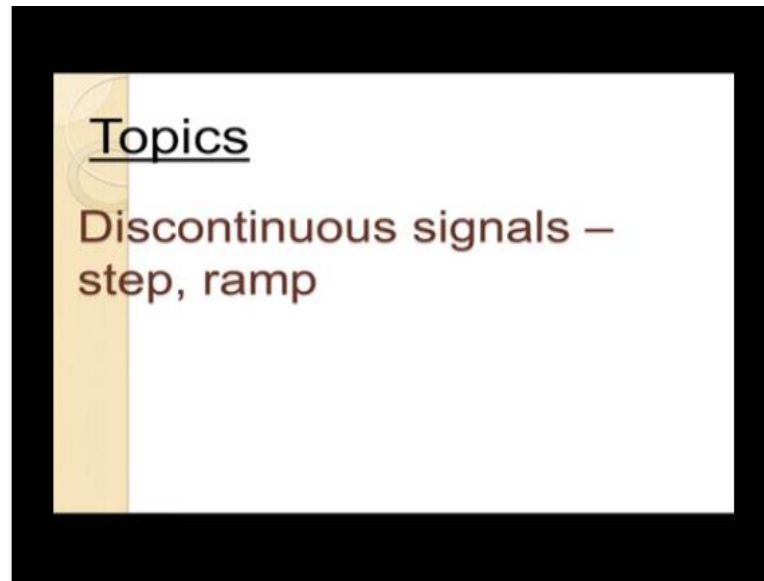 Topics
Discontinuous signals –
step, ramp